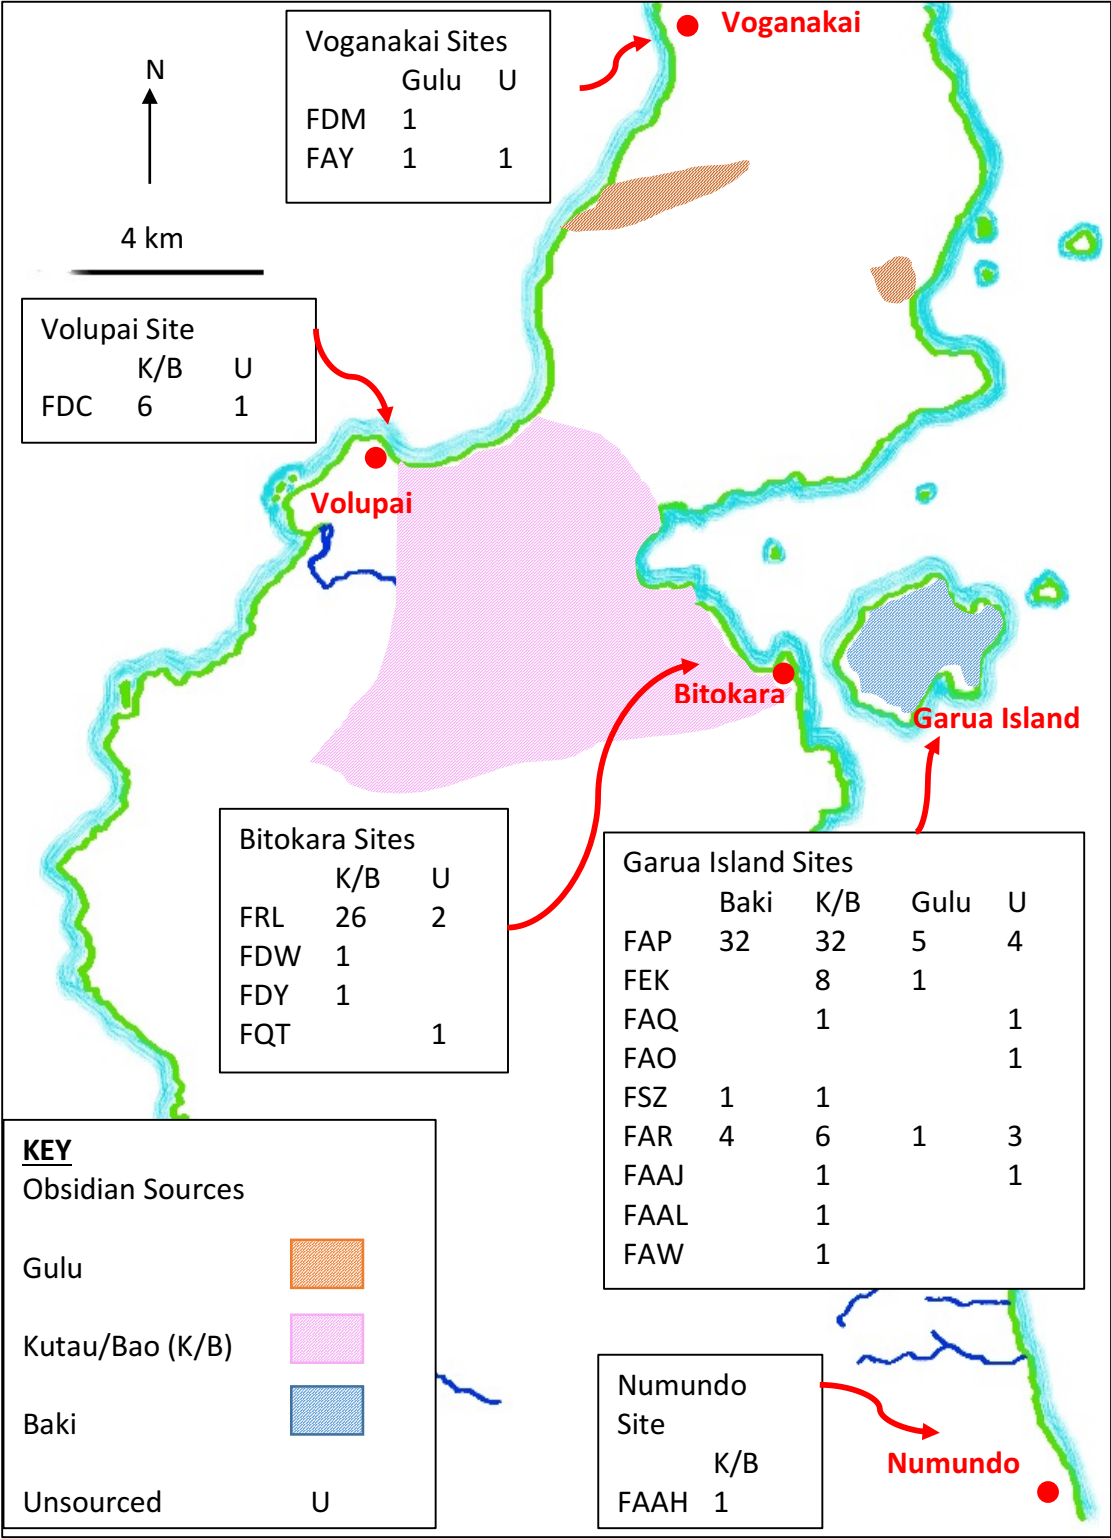 Voganakai Sites
Gulu U
FDM 1
FAY 1 1
Voganakai
N
4 km
Volupai Site
K/B U
FDC 6 1
Volupai
Bitokara
Garua Island
Bitokara Sites
K/B U
FRL 26 2
FDW 1
FDY 1
FQT 1
Garua Island Sites
Baki K/B Gulu U
FAP 32 32 5 4
FEK 8 1
FAQ 1 1
FAO 1
FSZ 1 1
FAR 4 6 1 3
FAAJ 1 1
FAAL 1
FAW 1
KEY
Obsidian Sources
Gulu
Kutau/Bao (K/B)
Baki
Unsourced U
Numundo
Site
K/B
FAAH 1
Numundo